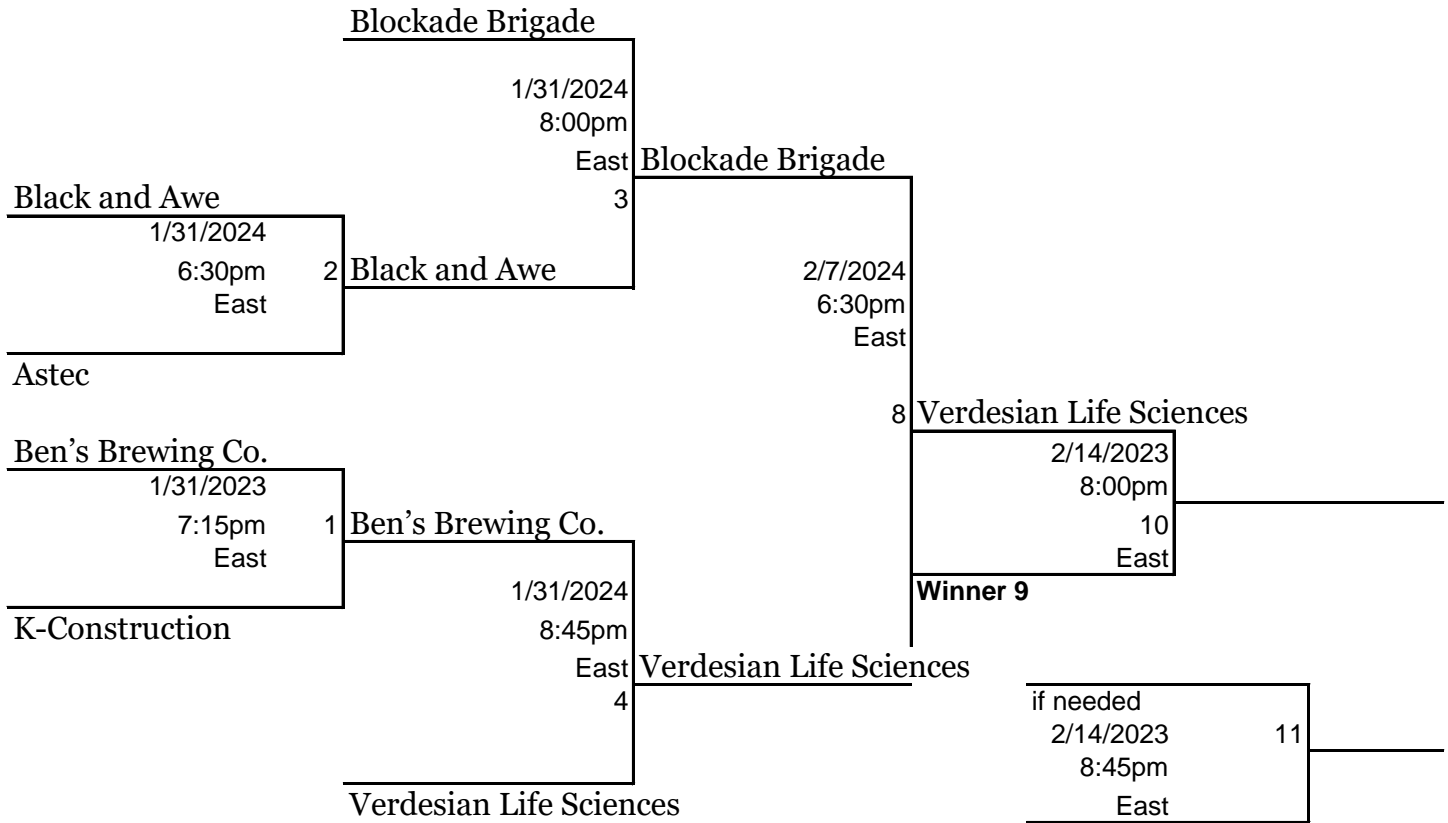 Blockade Brigade
1/31/2024
8:00pm
East Blockade Brigade
Black and Awe
3
1/31/2024
6:30pm 2 Black and Awe
East
2/7/2024
6:30pm
East
Astec
8 Verdesian Life Sciences
Ben’s Brewing Co.
1/31/2023
7:15pm 1 Ben’s Brewing Co.
East
2/14/2023
8:00pm
10
East
1/31/2024
8:45pm
East Verdesian Life Sciences
4
Winner 9
K-Construction
if needed
2/14/2023 11
8:45pm
East
Verdesian Life Sciences